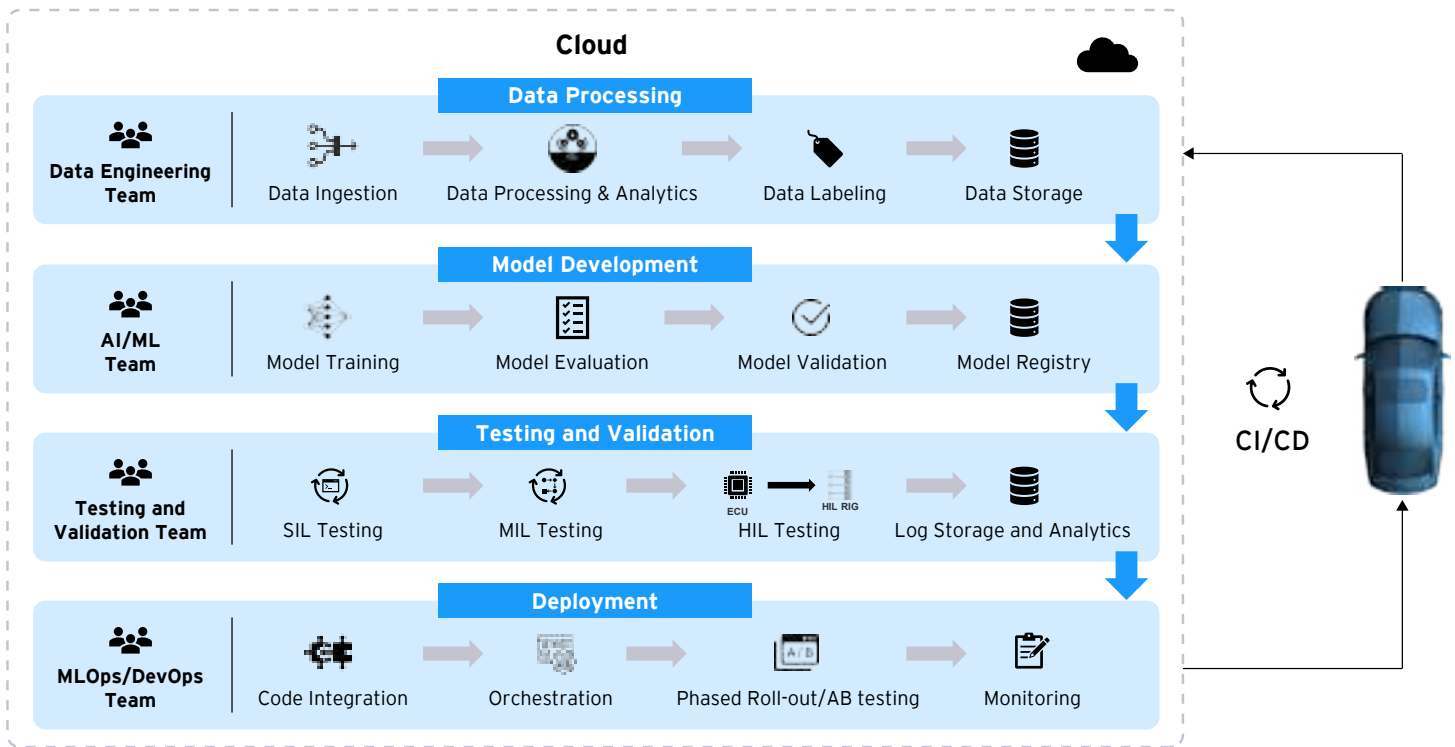 Cloud
Data Processing
Data Engineering
Team
Data Ingestion
Data Processing & Analytics
Data Labeling
Data Storage
Model Development
AI/ML
Team
Model Training
Model Evaluation
Model Validation
Model Registry
Testing and Validation
Testing and
Validation Team
SIL Testing
MIL Testing
ECU
HIL RIG
HIL Testing
Log Storage and Analytics
Deployment
MLOps/DevOps
Team
Code Integration
Orchestration
A/B
Phased Roll-out/AB testing
Monitoring
CI/CD